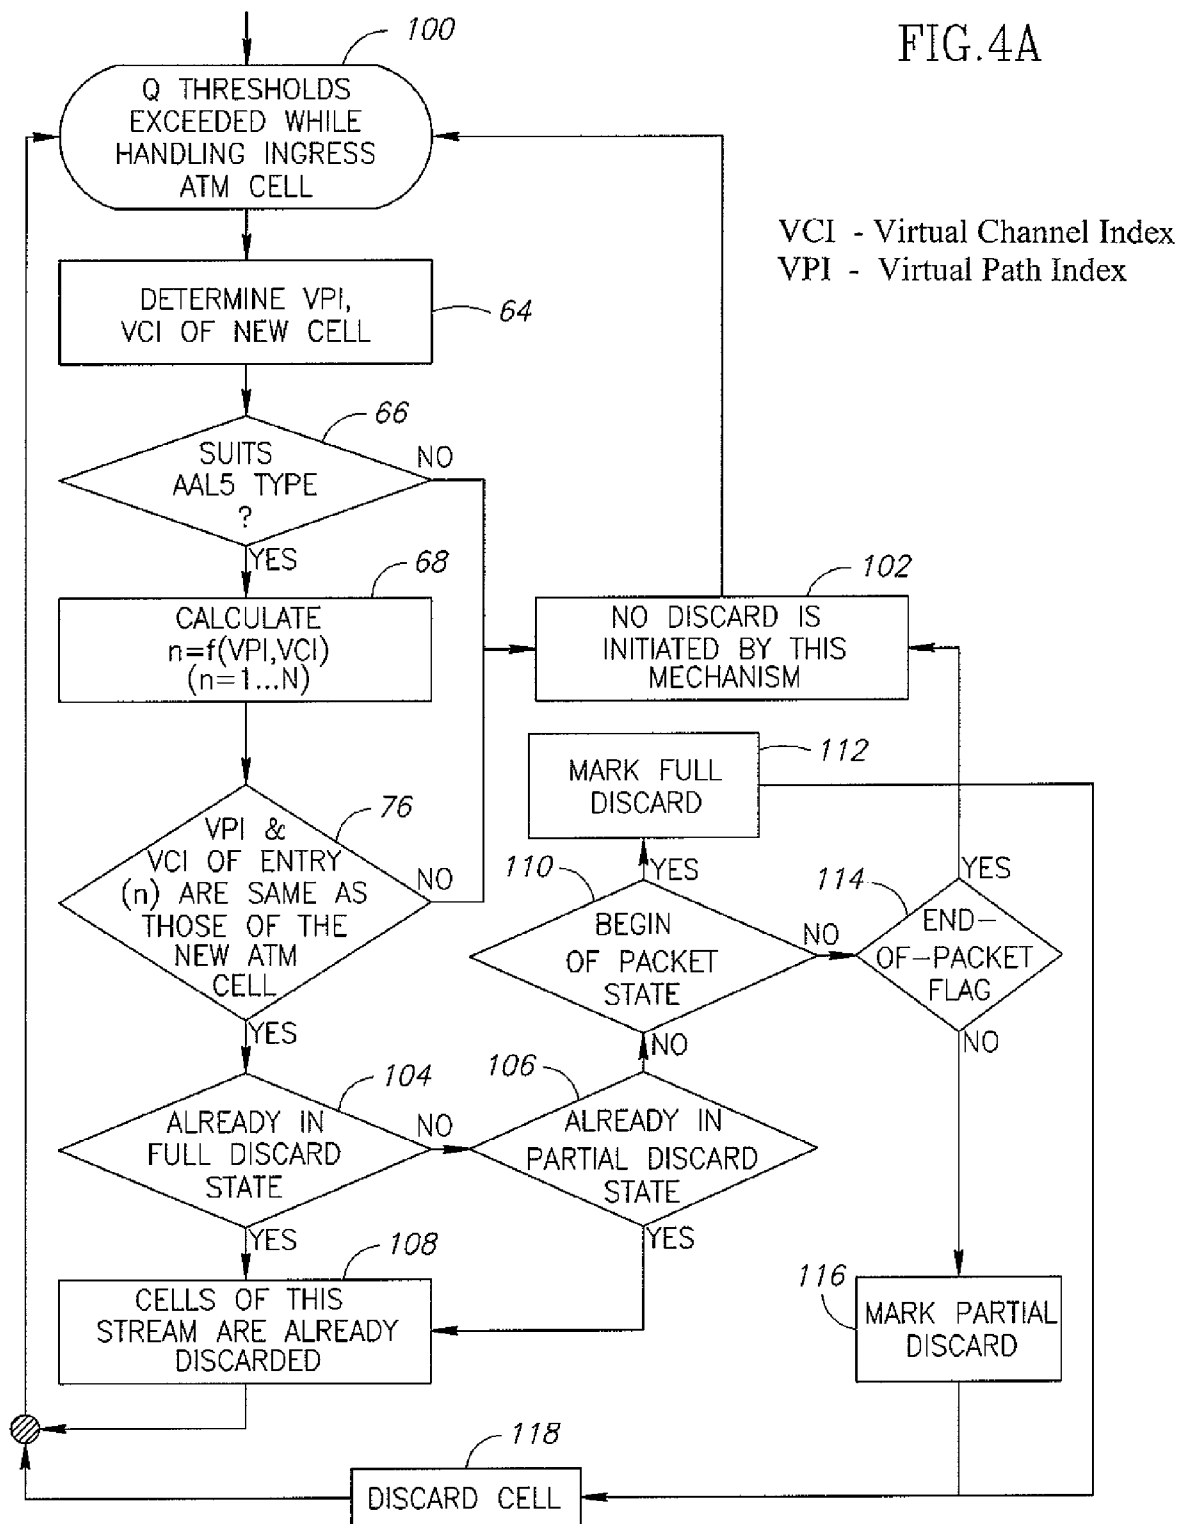 FIG.4A
100
Q THRESHOLDS
EXCEEDED WHILE
HANDLING INGRESS
ATM CELL
VCI - Virtual Channel Index
VPI - Virtual Path Index
DETERMINE VPI,
VCI OF NEW CELL
64
66
SUITS
AAL5 TYPE
?
NO
YES
68
CALCULATE
n=f(VPI,VCI)
(n=1...N)
102
NO DISCARD IS
INITIATED BY THIS
MECHANISM
112
MARK FULL
DISCARD
76
VPI &
VCI OF ENTRY
(n) ARE SAME AS
THOSE OF THE
NEW ATM
CELL
NO
YES
110
YES
BEGIN
OF PACKET
STATE
NO
NO
114
YES
END-
OF-PACKET
FLAG
NO
104
ALREADY IN
FULL DISCARD
STATE
NO
YES
106
ALREADY IN
PARTIAL DISCARD
STATE
YES
108
CELLS OF THIS
STREAM ARE ALREADY
DISCARDED
116
MARK PARTIAL
DISCARD
118
DISCARD CELL